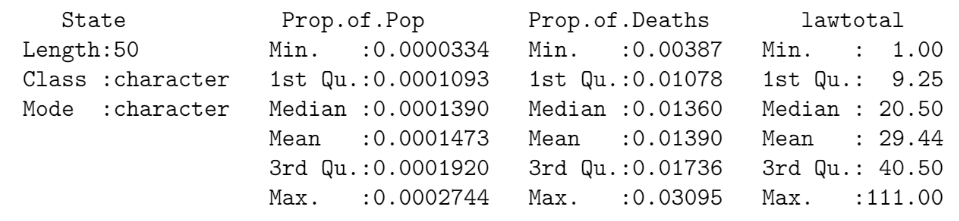 State Prop.of.Pop Prop.of.Deaths lawtotal
Length:50 Min. :0.0000334 Min. :0.00387 Min. : 1.00
Class :character 1st Qu.:0.0001093 1st Qu.:0.01078 1st Qu.: 9.25
Mode :character Median :0.0001390 Median :0.01360 Median : 20.50
Mean :0.0001473 Mean :0.01390 Mean : 29.44
3rd Qu.:0.0001920 3rd Qu.:0.01736 3rd Qu.: 40.50
Max. :0.0002744 Max. :0.03095 Max. :111.00